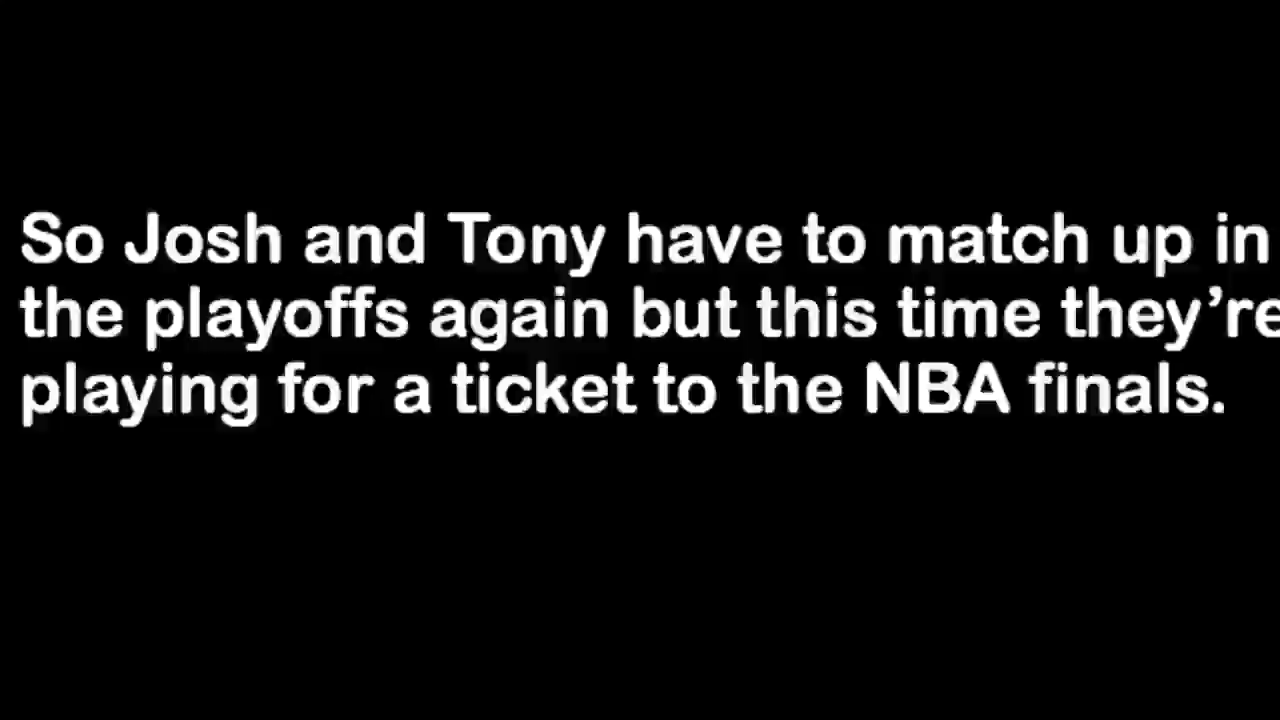 So Josh and Tony have to match up in
the playoffs again but this time they’re
playing for a ticket to the NBA finals.